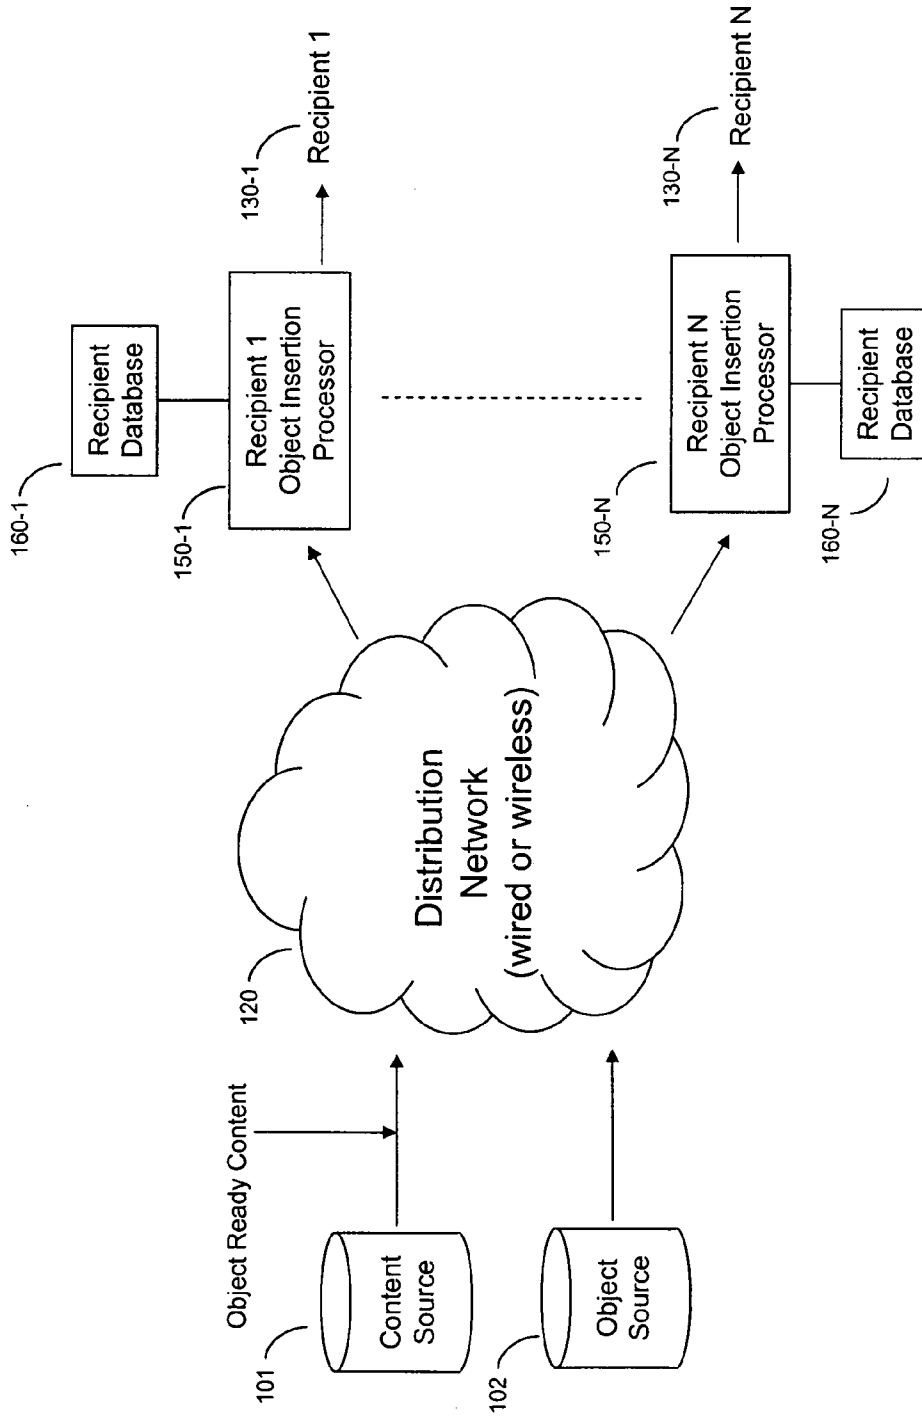 101
Content
Source
Object Ready Content
102
Object
Source
120
Distribution
Network
(wired or wireless)
160-1
Recipient
Database
150-1
Recipient 1
Object Insertion
Processor
130-1
Recipient 1
150-N
Recipient N
Object Insertion
Processor
130-N
Recipient N
160-N
Recipient
Database